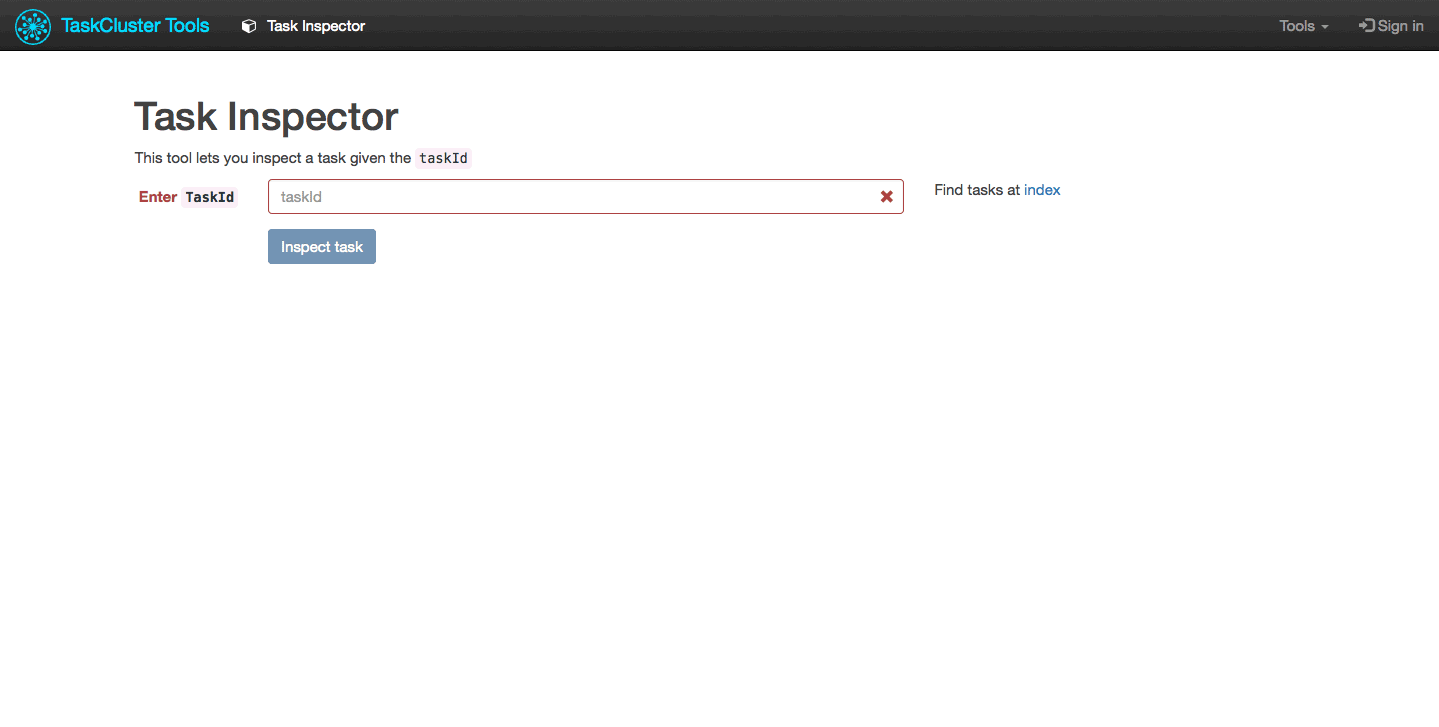 TaskCluster Tools Task Inspector Tools Sign in
Task Inspector
This tool lets you inspect a task given the taskId
Enter TaskId taskId Find tasks at index
Inspect task